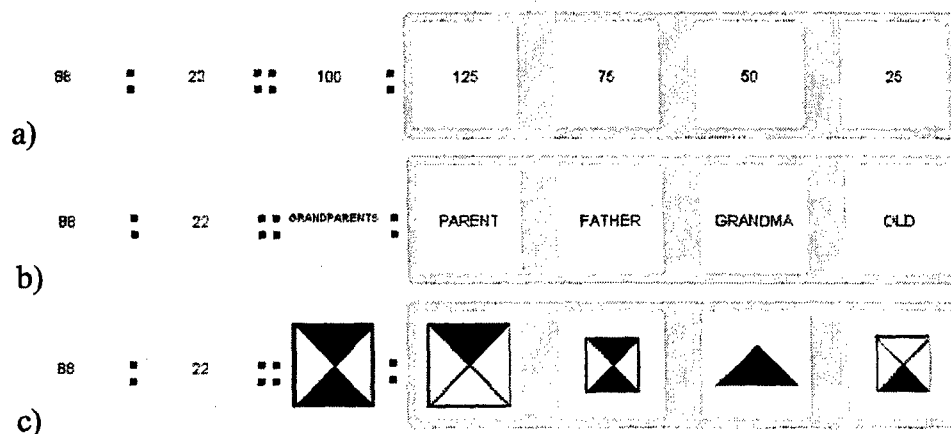 88 : 22 :: 100 : 125 75 50 25
a)
88 : 22 :: GRANDPARENTS : PARENT FATHER GRANDMA OLD
b)
88 : 22 :: :
c)